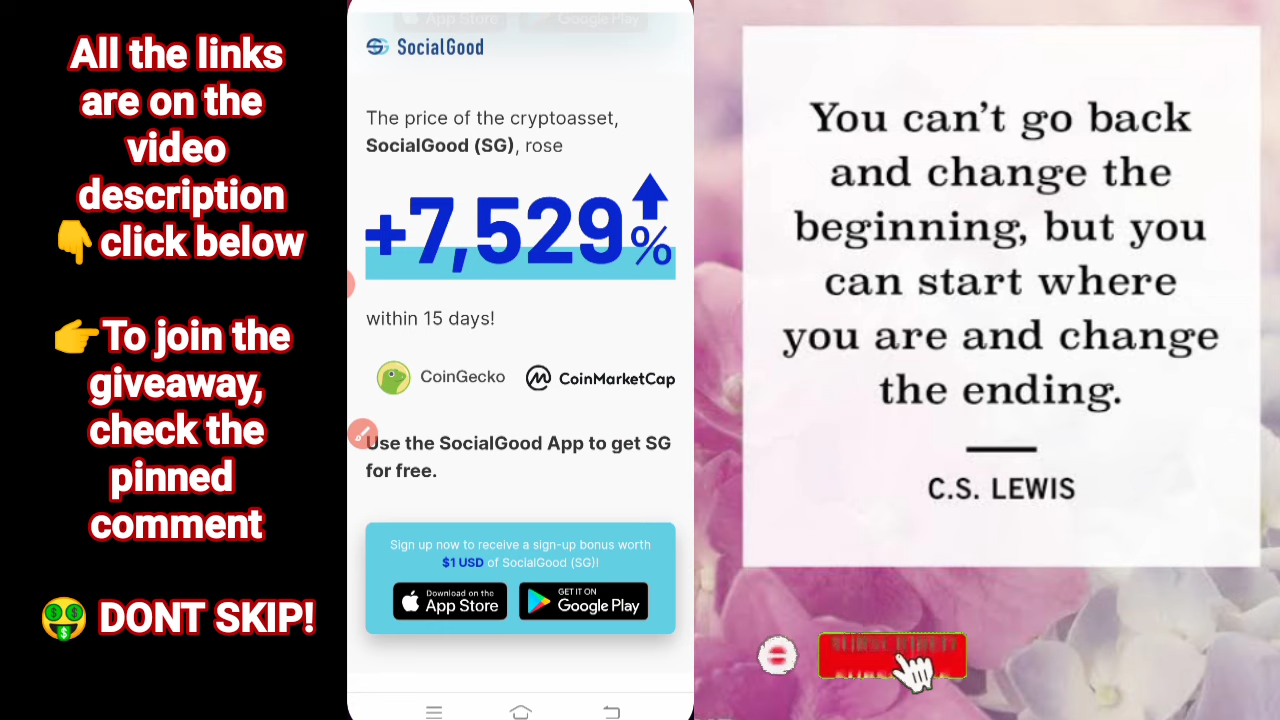 All the links
are on the
video
description
👇click below
👉To join the
giveaway,
check the
pinned
comment
🤑 DONT SKIP!
App Store
Google Play
SocialGood
The price of the cryptoasset,
SocialGood (SG), rose
+7,529%
within 15 days!
CoinGecko
CoinMarketCap
Use the SocialGood App to get SG
for free.
Sign up now to receive a sign-up bonus worth
$1 USD of SocialGood (SG)!
Download on the
App Store
GET IT ON
Google Play
You can’t go back
and change the
beginning, but you
can start where
you are and change
the ending.
C.S. LEWIS